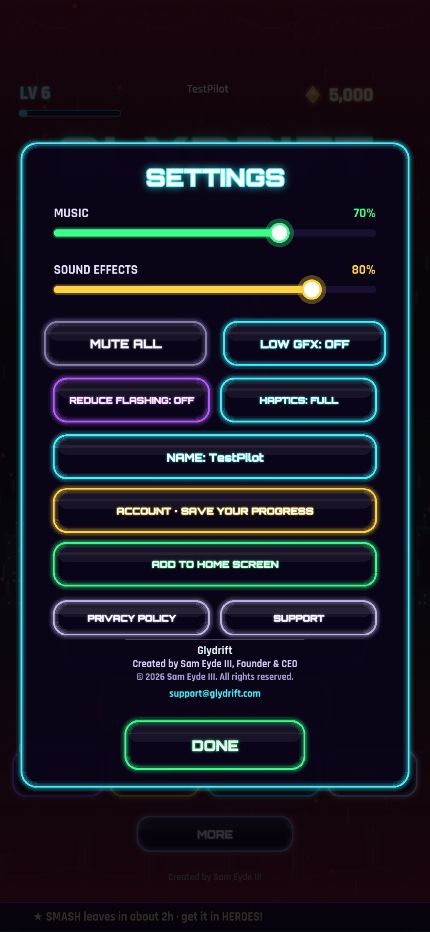 LV 6
TestPilot
5,000
SETTINGS
MUSIC
70%
SOUND EFFECTS
80%
MUTE ALL
LOW GFX: OFF
REDUCE FLASHING: OFF
HAPTICS: FULL
NAME: TestPilot
ACCOUNT · SAVE YOUR PROGRESS
ADD TO HOME SCREEN
PRIVACY POLICY
SUPPORT
Glydrift
Created by Sam Eyde III, Founder & CEO
© 2026 Sam Eyde III. All rights reserved.
support@glydrift.com
DONE
MORE
Created by Sam Eyde III
★ SMASH leaves in about 2h · get it in HEROES!